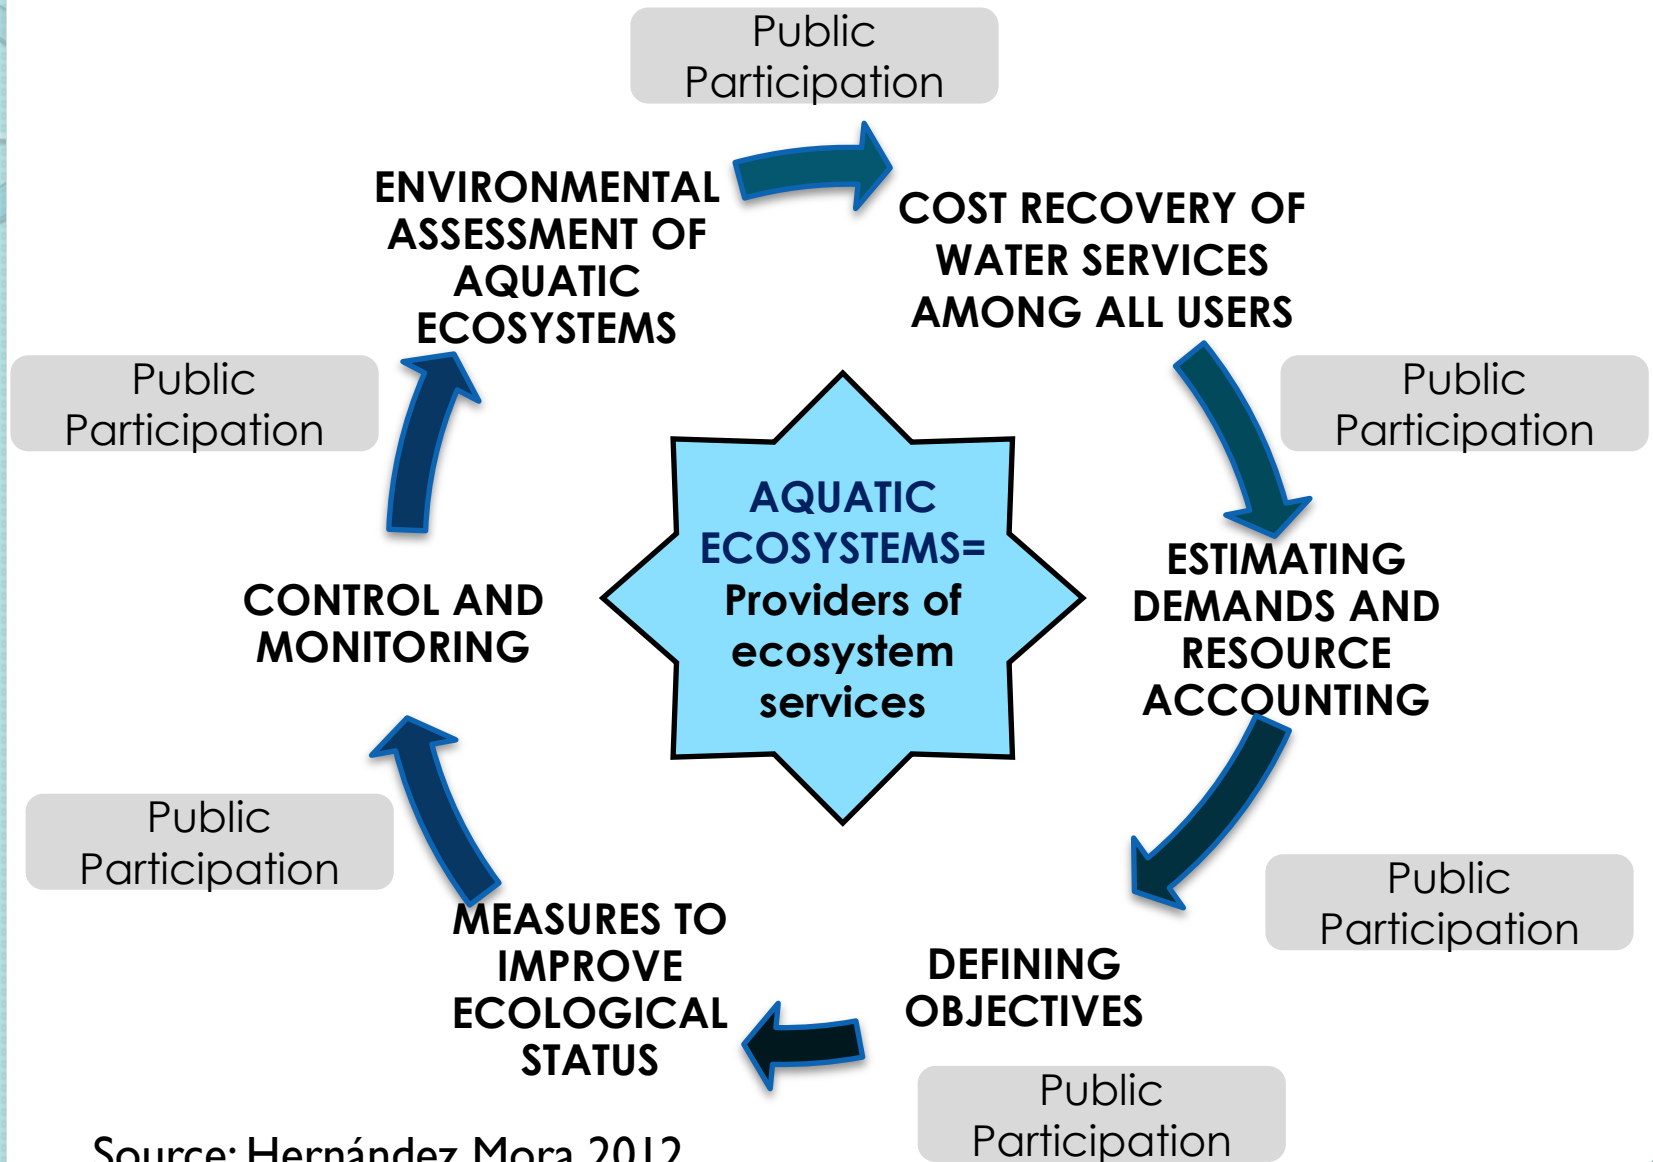 Public
Participation
ENVIRONMENTAL
ASSESSMENT OF
AQUATIC
ECOSYSTEMS
COST RECOVERY OF
WATER SERVICES
AMONG ALL USERS
Public
Participation
Public
Participation
AQUATIC
ECOSYSTEMS=
Providers of
ecosystem
services
ESTIMATING
DEMANDS AND
RESOURCE
ACCOUNTING
CONTROL AND
MONITORING
Public
Participation
Public
Participation
MEASURES TO
IMPROVE
ECOLOGICAL
STATUS
DEFINING
OBJECTIVES
Public
Participation
Source: Hernández Mora 2012